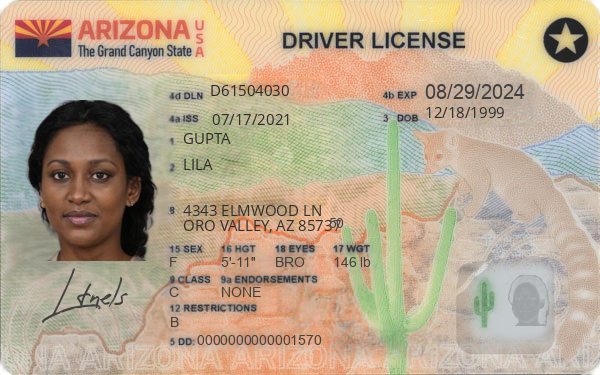 ARIZONA USA
The Grand Canyon State
DRIVER LICENSE
4d DLN D61504030
4b EXP 08/29/2024
4a ISS 07/17/2021
3 DOB 12/18/1999
1 GUPTA
2 LILA
8 4343 ELMWOOD LN
ORO VALLEY, AZ
15 SEX 16 HGT 18 EYES 17 WGT
F 5'-11" BRO 146 lb
9 CLASS 9a ENDORSEMENTS
C NONE
12 RESTRICTIONS
B
5 DD: 0000000000001570
ARIZONA ARIZONA ARIZONA ARIZONA